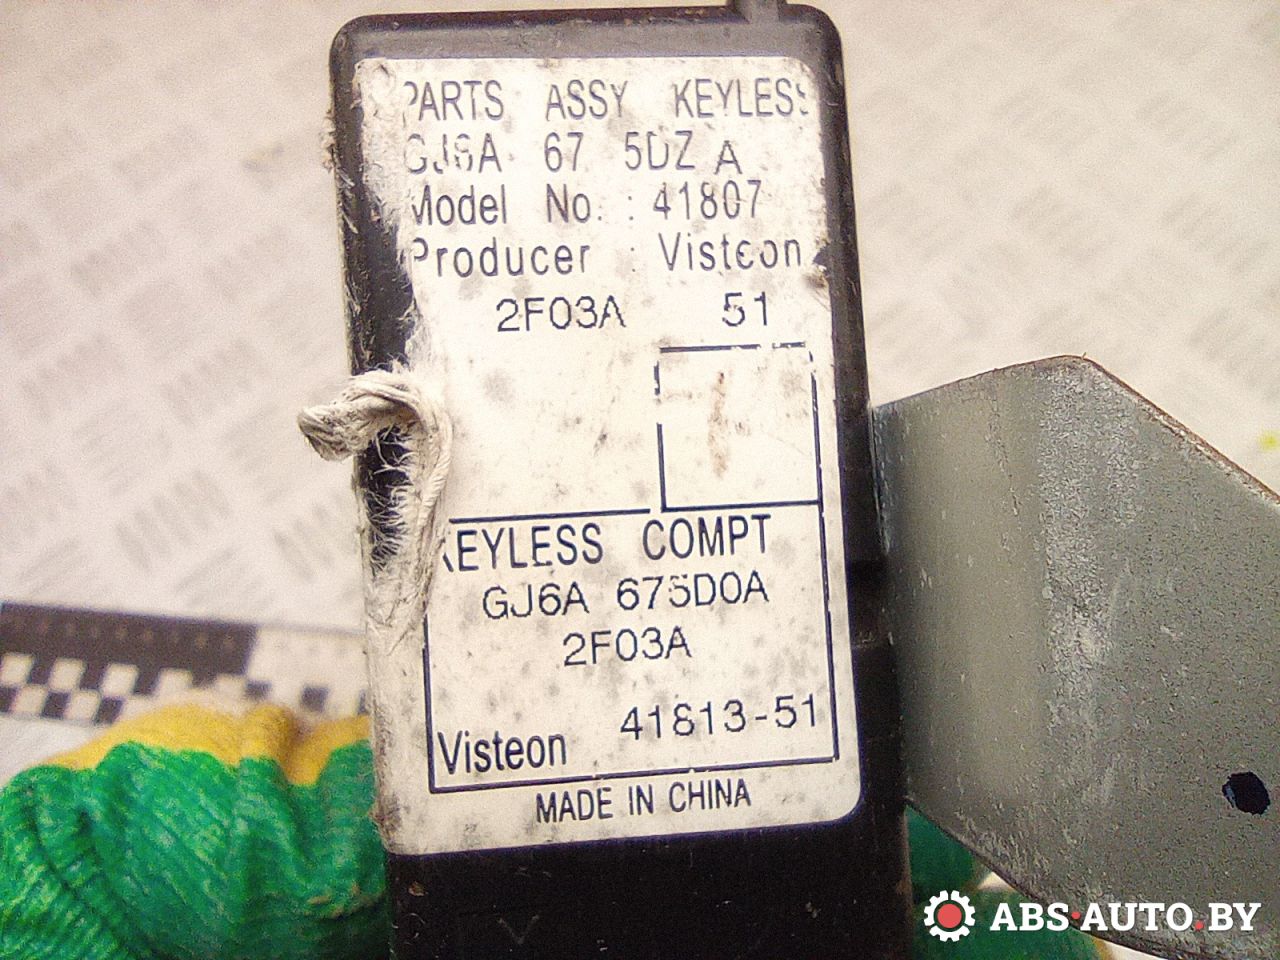 PARTS ASSY KEYLESS
GJ6A 67 5DZ A
Model No. : 41807
Producer : Visteon
2F03A 51
KEYLESS COMPT
GJ6A 675D0A
2F03A
41813-51
Visteon
MADE IN CHINA
ABS-AUTO.BY